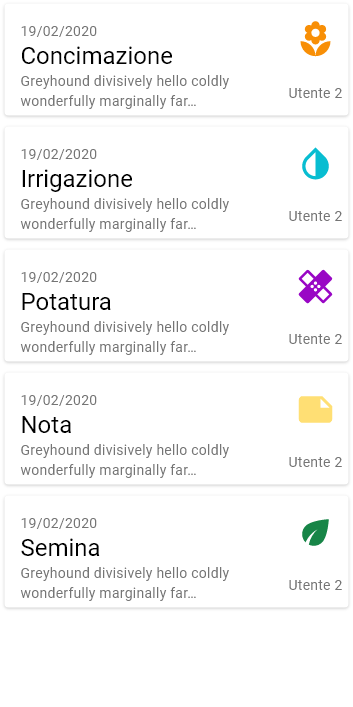 19/02/2020
Concimazione
Greyhound divisively hello coldly
wonderfully marginally far…
Utente 2
19/02/2020
Irrigazione
Greyhound divisively hello coldly
wonderfully marginally far…
Utente 2
19/02/2020
Potatura
Greyhound divisively hello coldly
wonderfully marginally far…
Utente 2
19/02/2020
Nota
Greyhound divisively hello coldly
wonderfully marginally far…
Utente 2
19/02/2020
Semina
Greyhound divisively hello coldly
wonderfully marginally far…
Utente 2